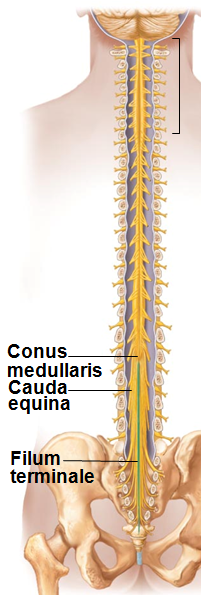 Conus
medullaris
Cauda
equina
Filum
terminale